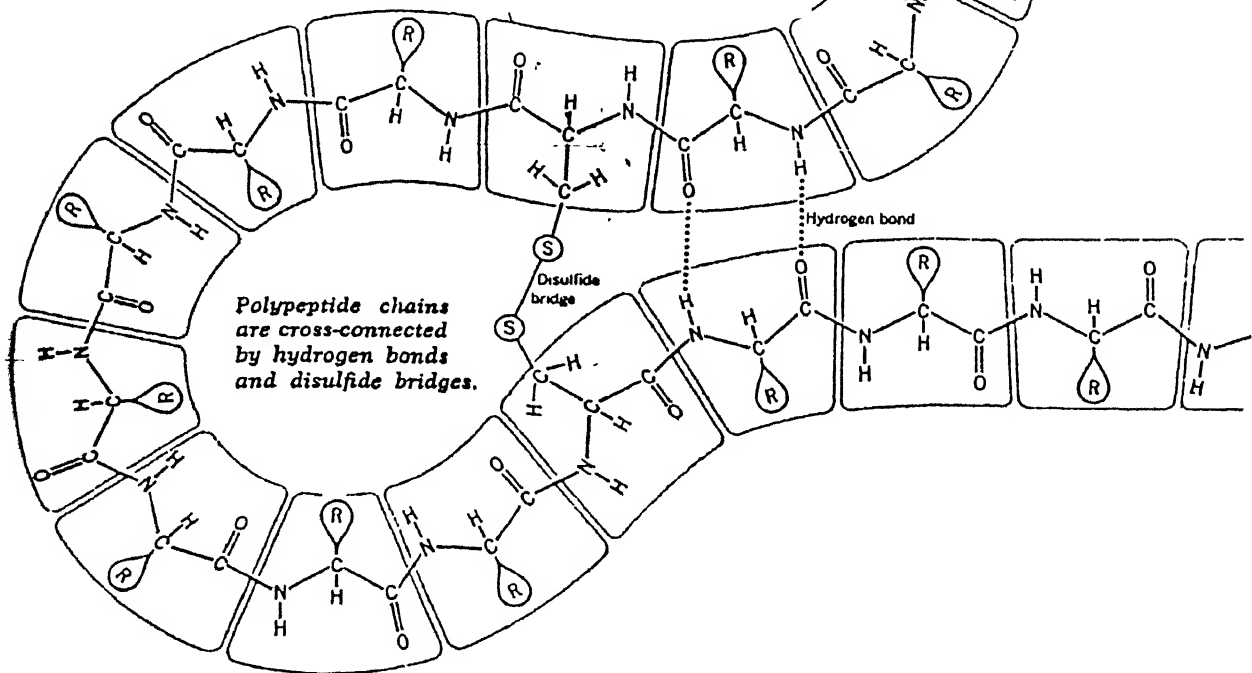 Hydrogen bond
Disulfide
bridge
Polypeptide chains
are cross-connected
by hydrogen bonds
and disulfide bridges.